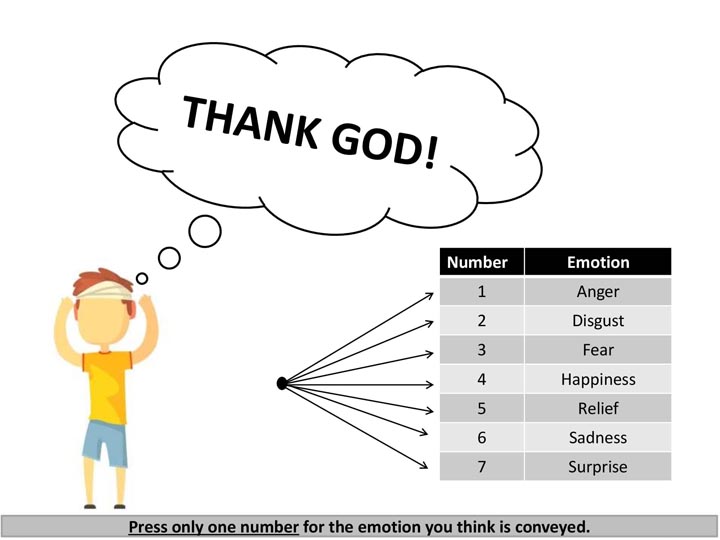 THANK GOD!
Number Emotion
1 Anger
2 Disgust
3 Fear
4 Happiness
5 Relief
6 Sadness
7 Surprise
Press only one number for the emotion you think is conveyed.